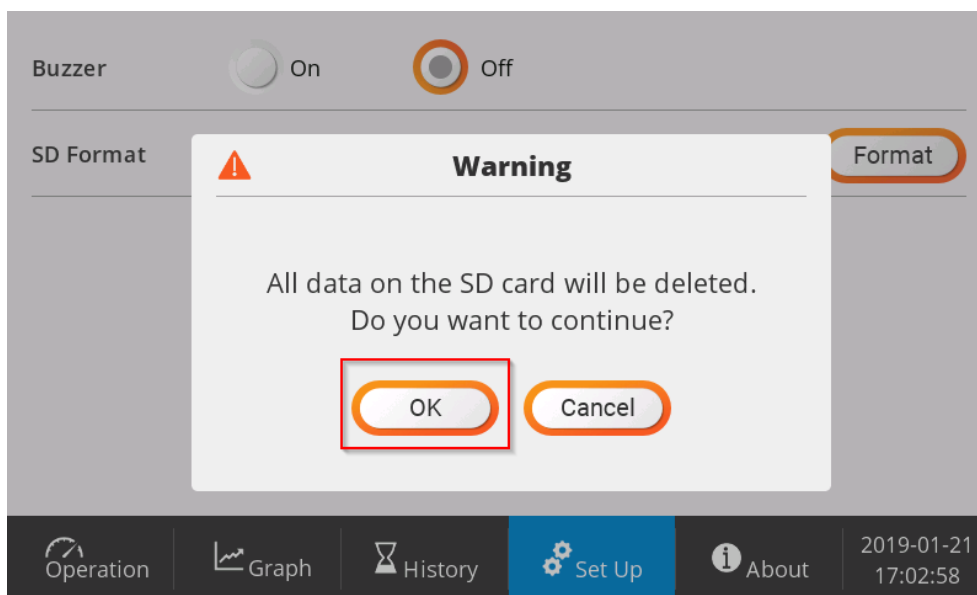 Buzzer On Off
SD Format Format
Warning
All data on the SD card will be deleted.
Do you want to continue?
OK Cancel
Operation Graph History Set Up About 2019-01-21
17:02:58